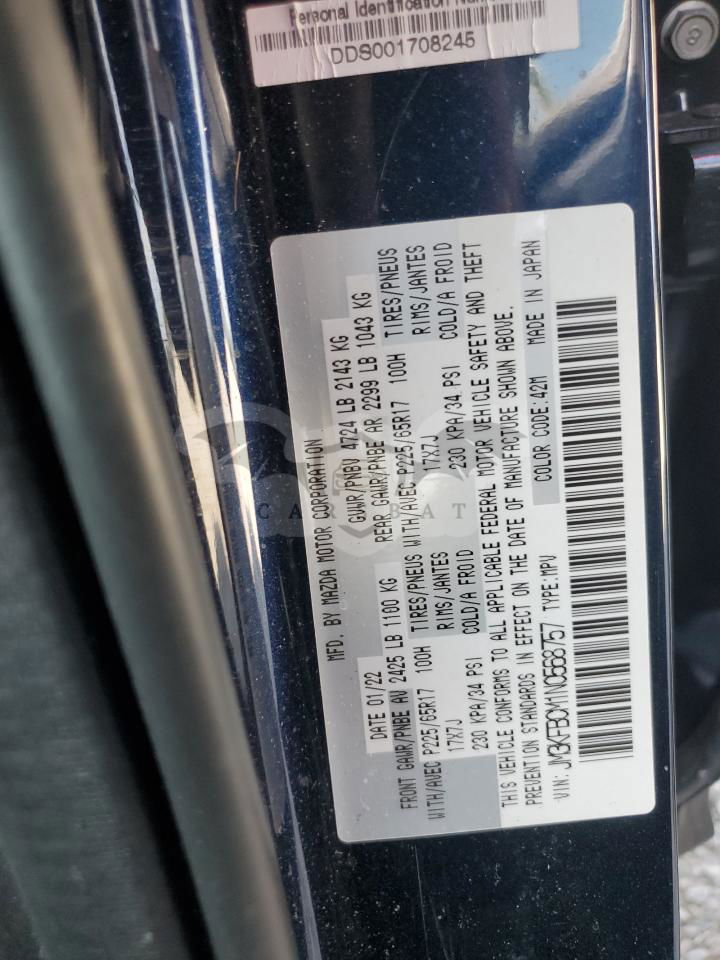 Personal Identification
DDS001708245
MFD. BY MAZDA MOTOR CORPORATION
DATE 01/22 GVWR/PNBV 4724 LB 2143 KG
FRONT GAWR/PNBE AV 2425 LB 1100 KG REAR GAWR/PNBE AR 2299 LB 1043 KG
WITH/AVEC P225/65R17 100H TIRES/PNEUS WITH/AVEC P225/65R17 100H TIRES/PNEUS
17X7J RIMS/JANTES 17X7J RIMS/JANTES
230 KPA/34 PSI COLD/A FROID 230 KPA/34 PSI COLD/A FROID
THIS VEHICLE CONFORMS TO ALL APPLICABLE FEDERAL MOTOR VEHICLE SAFETY AND THEFT
PREVENTION STANDARDS IN EFFECT ON THE DATE OF MANUFACTURE SHOWN ABOVE.
VIN: JM3KFBCM1N0568757 TYPE:MPV COLOR CODE:42M MADE IN JAPAN
CAR BAT
8